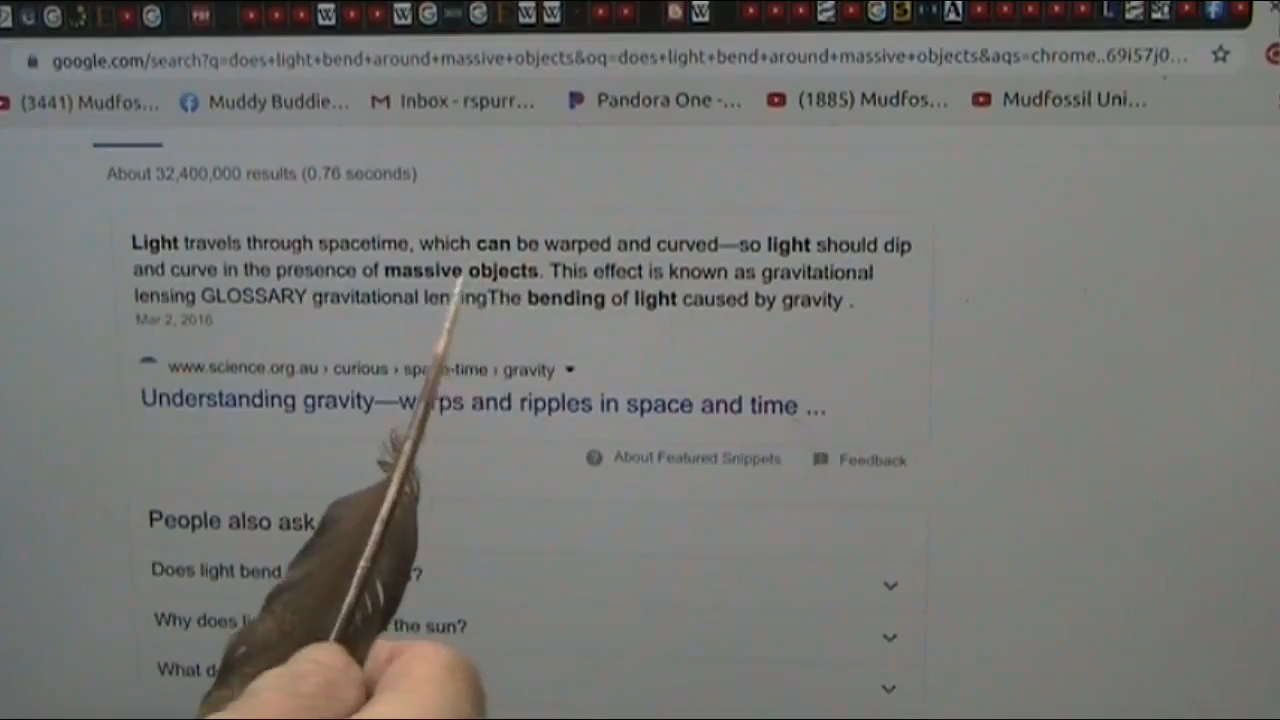 google.com/search?q=does+light+bend+around+massive+objects&oq=does+light+bend+around+massive+objects&aqs=chrome..69i57j0...
(3441) Mudfos... Muddy Buddie... Inbox - rspurr... Pandora One -... (1885) Mudfos... Mudfossil Uni...
About 32,400,000 results (0.76 seconds)
Light travels through spacetime, which can be warped and curved—so light should dip
and curve in the presence of massive objects. This effect is known as gravitational
lensing GLOSSARY gravitational len ingThe bending of light caused by gravity .
Mar 2, 2016
www.science.org.au › curious › sp e-time › gravity
Understanding gravity—w rps and ripples in space and time ...
About Featured Snippets Feedback
People also ask
Does light bend ?
Why does the sun?
What